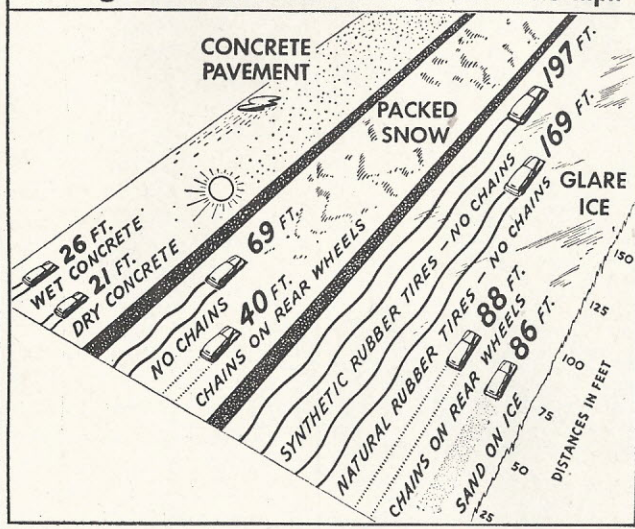 mph
CONCRETE
PAVEMENT
PACKED
SNOW
GLARE
ICE
26 FT.
WET CONCRETE
21 FT.
DRY CONCRETE
69 FT.
NO CHAINS
40 FT.
CHAINS ON REAR WHEELS
197 FT.
SYNTHETIC RUBBER TIRES – NO CHAINS
169 FT.
NATURAL RUBBER TIRES – NO CHAINS
88 FT.
CHAINS ON REAR WHEELS
86 FT.
SAND ON ICE
150
125
100
75
50
25
DISTANCES IN FEET